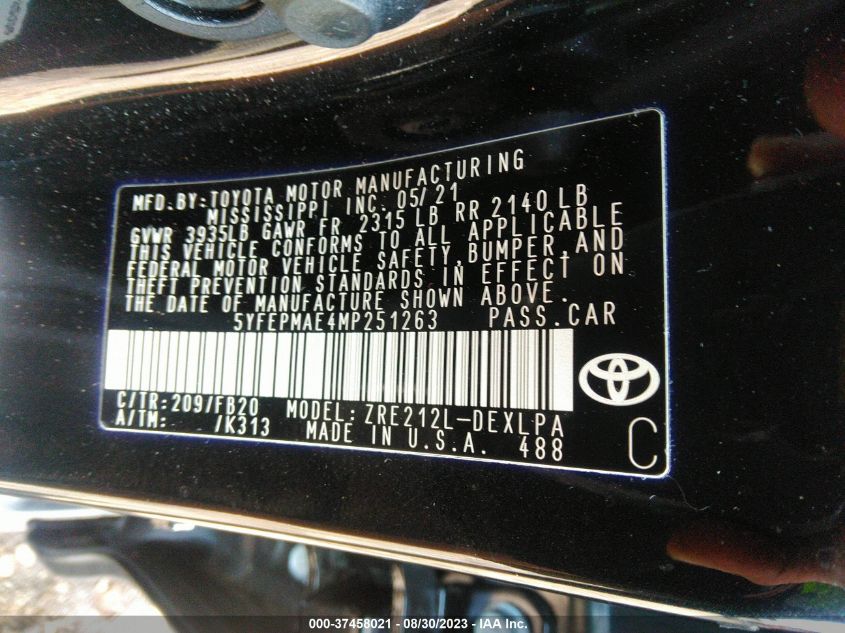 MFD.BY:TOYOTA MOTOR MANUFACTURING
MISSISSIPPI INC. 05/21
GVWR 3935LB GAWR FR 2315 LB RR 2140 LB
THIS VEHICLE CONFORMS TO ALL APPLICABLE
FEDERAL MOTOR VEHICLE SAFETY,BUMPER,AND
THEFT PREVENTION STANDARDS IN EFFECT ON
THE DATE OF MANUFACTURE SHOWN ABOVE.
5YFEPMAE4MP251263 PASS.CAR
C/TR:209/FB20 MODEL:ZRE212L-DEXLPA
A/TM: /K313 MADE IN U.S.A. 488
C
000-37458021 - 08/30/2023 - IAA Inc.